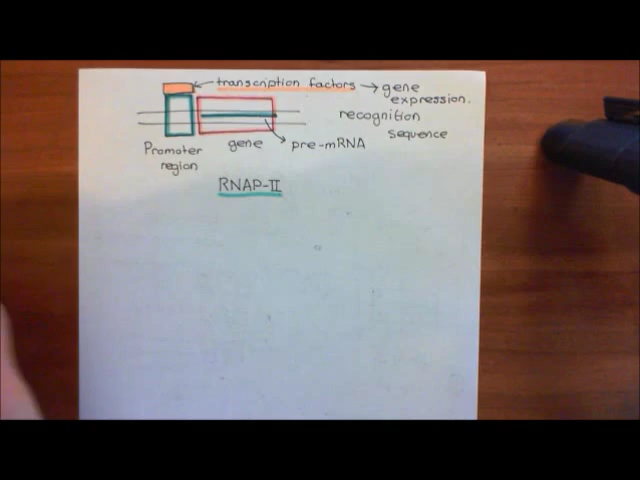 transcription factors → gene
expression.
recognition
sequence
Promoter
region
gene
pre-mRNA
RNAP-II